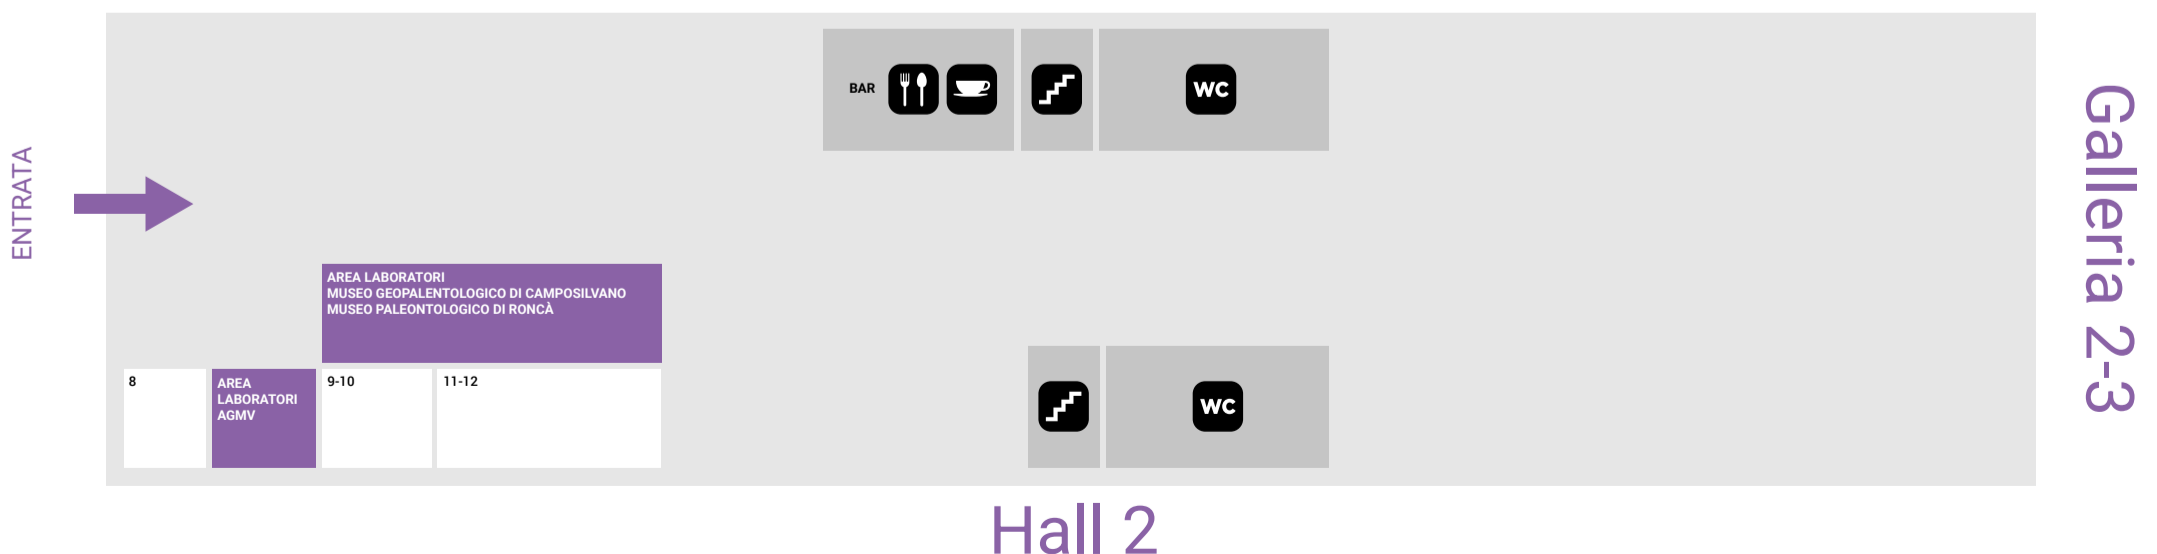 ENTRATA
BAR
WC
AREA LABORATORI
MUSEO GEOPALENTOLOGICO DI CAMPOSILVANO
MUSEO PALEONTOLOGICO DI RONCÀ
8
AREA
LABORATORI
AGMV
9-10
11-12
WC
Galleria 2-3
Hall 2